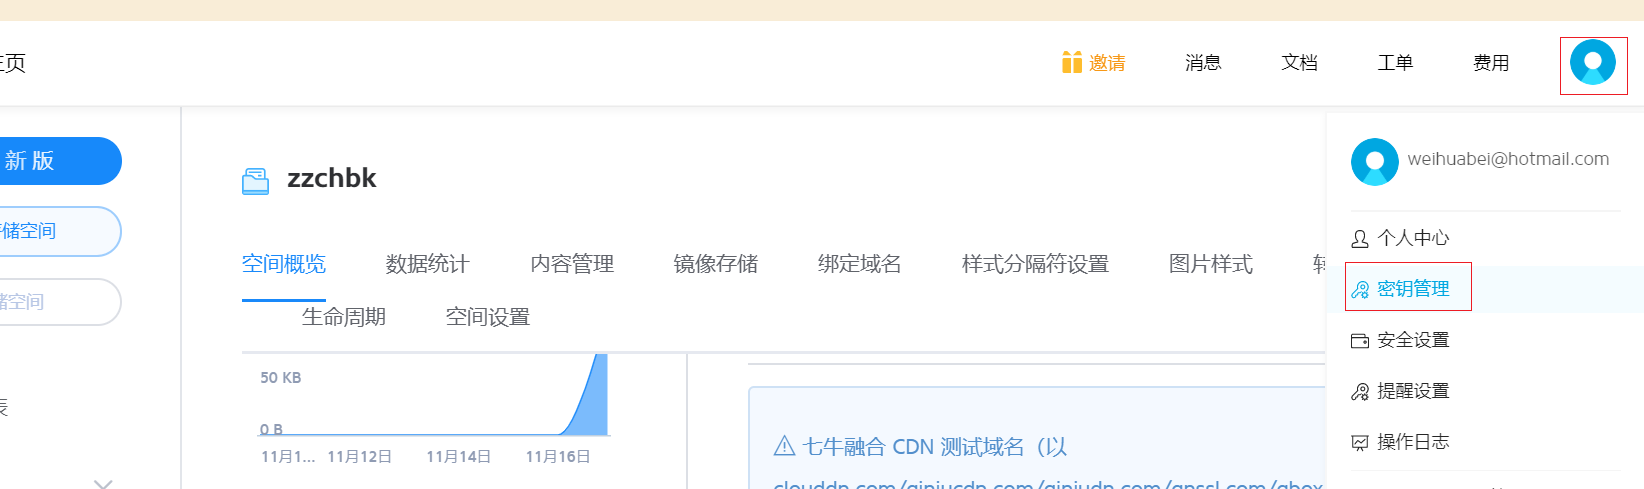 页
邀请
消息
文档
工单
费用
新版
储空间
储空间
zzchbk
空间概览
数据统计
内容管理
镜像存储
绑定域名
样式分隔符设置
图片样式
生命周期
空间设置
50 KB
0 B
11月1...
11月12日
11月14日
11月16日
七牛融合 CDN 测试域名（以
clouddn.com/qiniucdn.com/qiniudn.com/qnssl.com/qbox
weihuabei@hotmail.com
个人中心
密钥管理
安全设置
提醒设置
操作日志